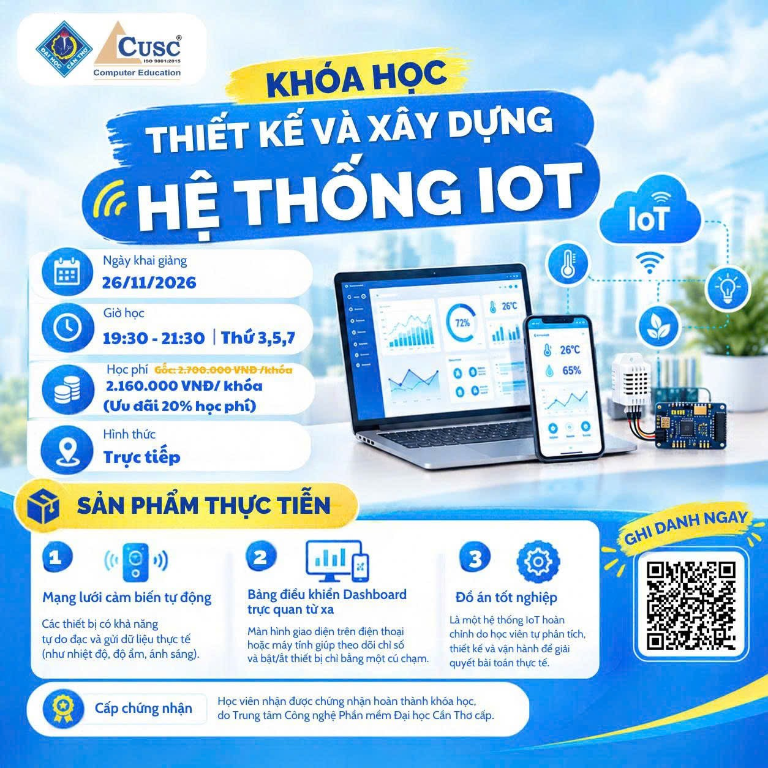 ĐẠI HỌC CẦN THƠ
CUSC®
ISO 9001:2015
Computer Education
KHÓA HỌC
THIẾT KẾ VÀ XÂY DỰNG
HỆ THỐNG IOT
IoT
Ngày khai giảng
26/11/2026
Giờ học
19:30 - 21:30 | Thứ 3,5,7
Học phí Gốc: 2.700.000 VNĐ /khóa
2.160.000 VNĐ/ khóa
(Ưu đãi 20% học phí)
Hình thức
Trực tiếp
72%
26°C
26°C
65%
SẢN PHẨM THỰC TIỄN
GHI DANH NGAY
1
Mạng lưới cảm biến tự động
Các thiết bị có khả năng
tự do đạc và gửi dữ liệu thực tế
(như nhiệt độ, độ ẩm, ánh sáng).
2
Bảng điều khiển Dashboard
trực quan từ xa
Màn hình giao diện trên điện thoại
hoặc máy tính giúp theo dõi chỉ số
và bật/ắt thiết bị chỉ bằng một cú chạm.
3
Đồ án tốt nghiệp
Là một hệ thống IoT hoàn
chỉnh do học viên tự phân tích,
thiết kế và vận hành để giải
quyết bài toán thực tế.
Cấp chứng nhận
Học viên nhận được chứng nhận hoàn thành khóa học,
do Trung tâm Công nghệ Phần mềm Đại học Cần Thơ cấp.